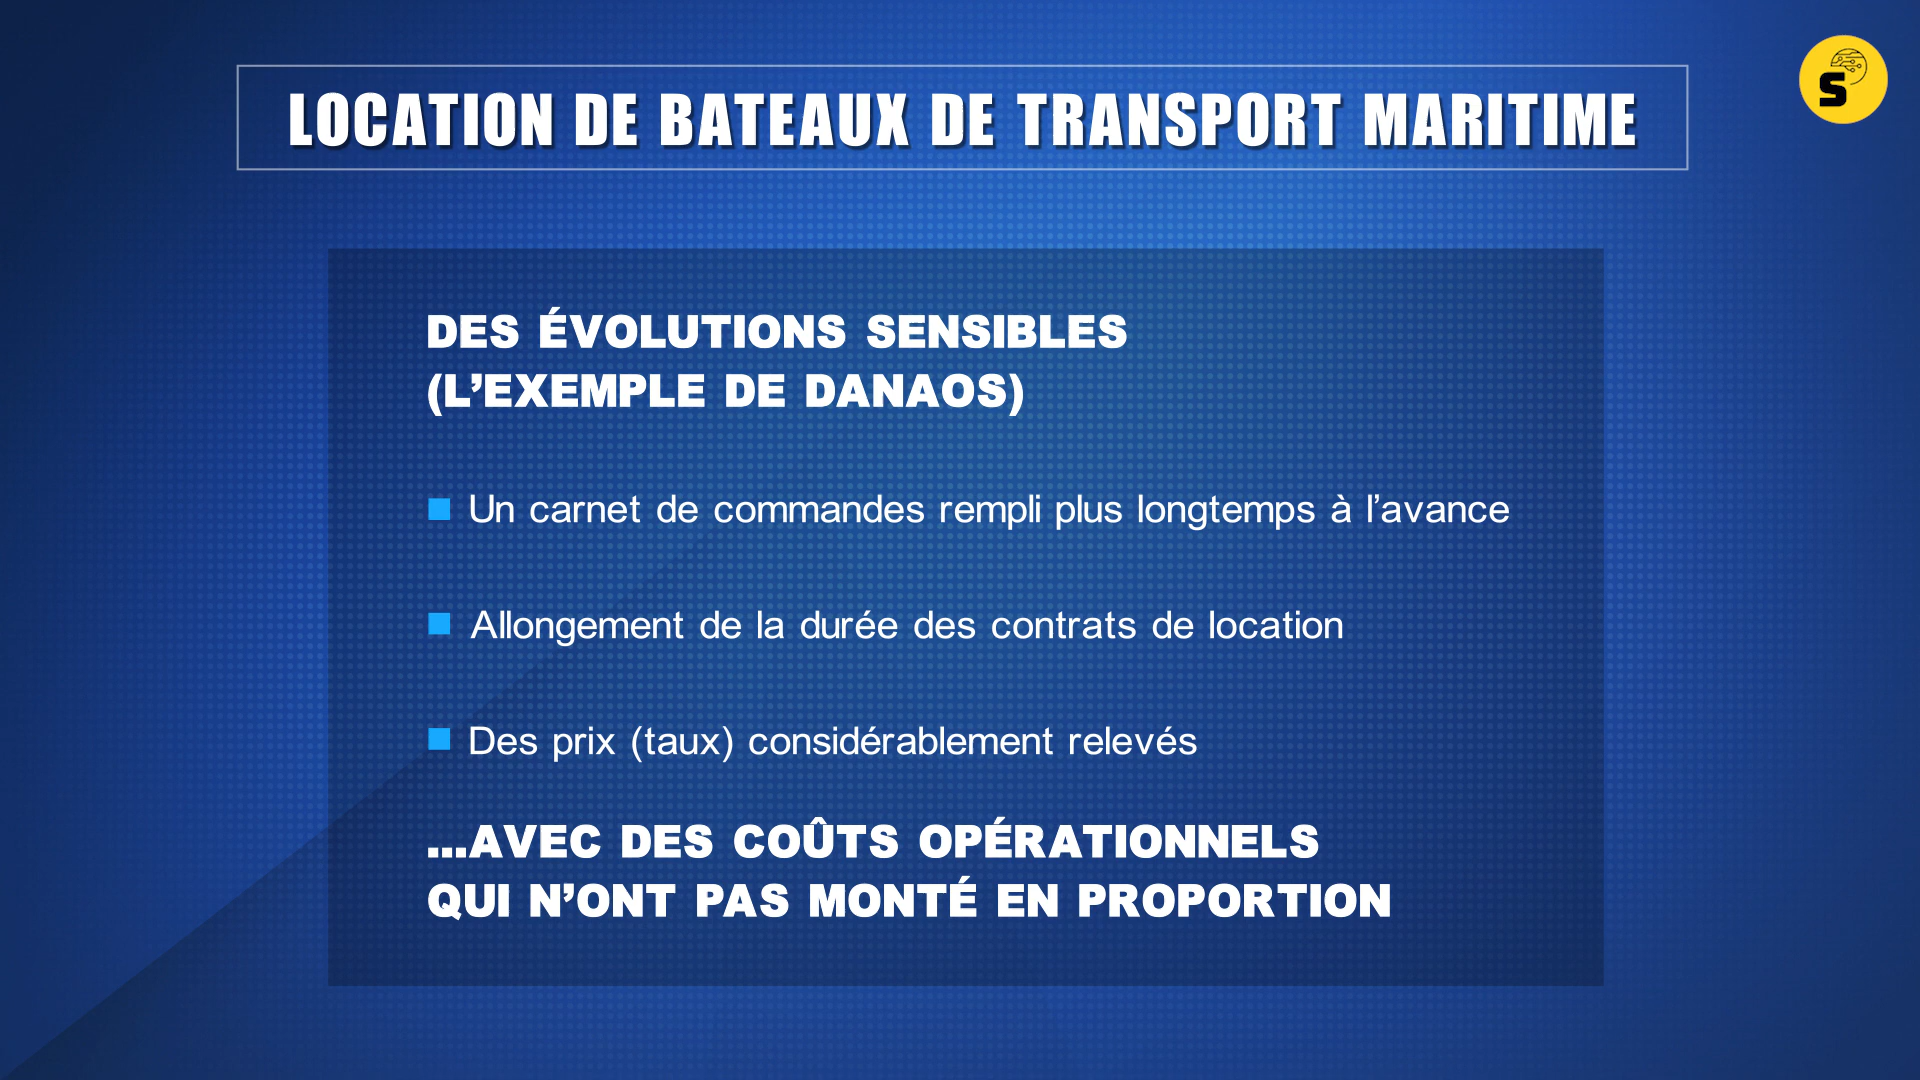 LOCATION DE BATEAUX DE TRANSPORT MARITIME
S
DES ÉVOLUTIONS SENSIBLES
(L’EXEMPLE DE DANAOS)
Un carnet de commandes rempli plus longtemps à l’avance
Allongement de la durée des contrats de location
Des prix (taux) considérablement relevés
...AVEC DES COÛTS OPÉRATIONNELS
QUI N’ONT PAS MONTÉ EN PROPORTION